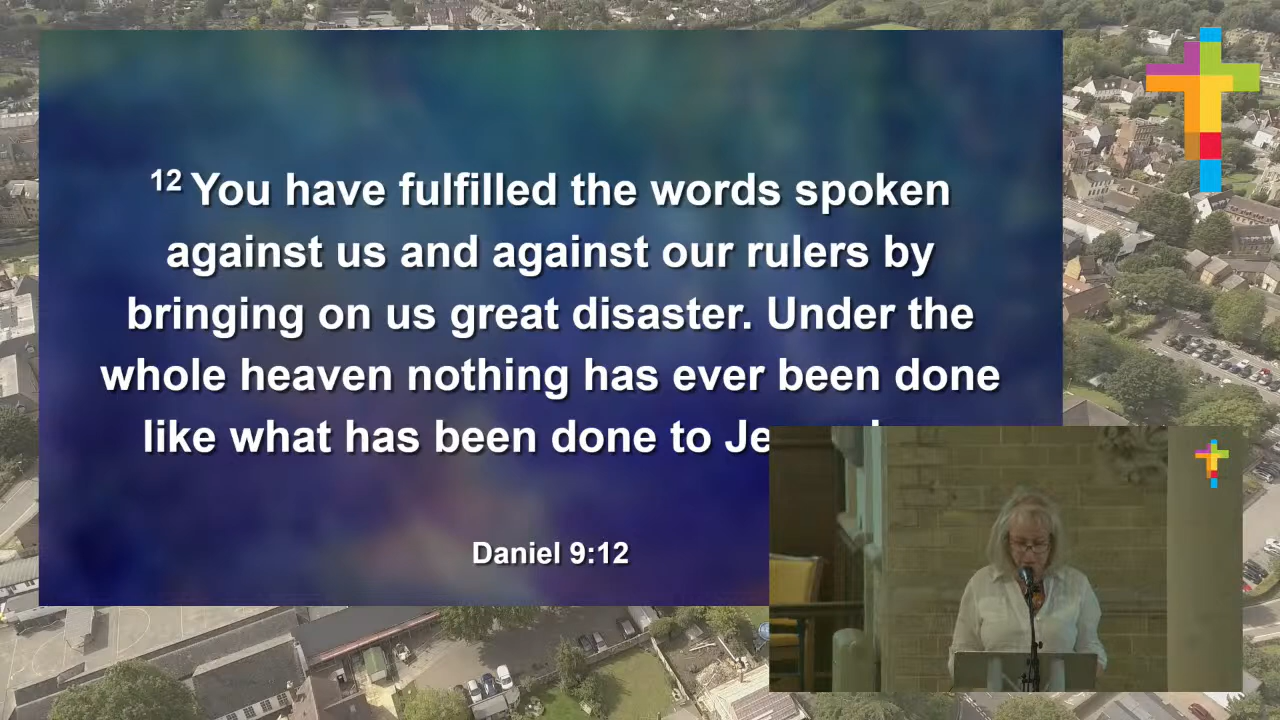 12 You have fulfilled the words spoken
against us and against our rulers by
bringing on us great disaster. Under the
whole heaven nothing has ever been done
like what has been done to
Daniel 9:12